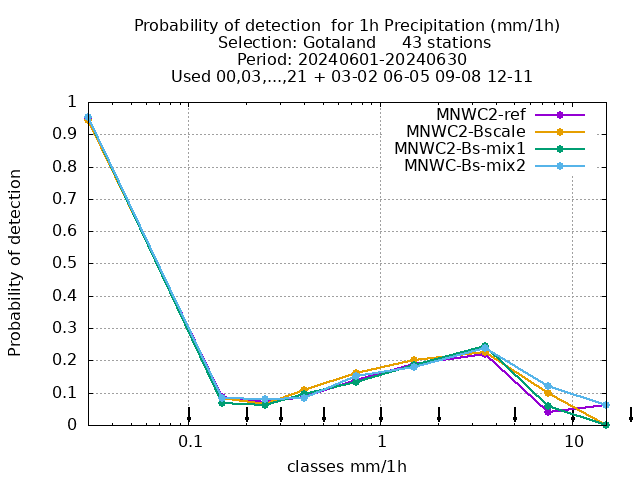 Probability of detection  for 1h Precipitation (mm/1h)
Selection: Gotaland     43 stations
Period: 20240601-20240630
Used 00,03,...,21 + 03-02 06-05 09-08 12-11
MNWC2-ref
MNWC2-Bscale
MNWC2-Bs-mix1
MNWC-Bs-mix2
Probability of detection
1
0.9
0.8
0.7
0.6
0.5
0.4
0.3
0.2
0.1
0
0.1
1
10
classes mm/1h